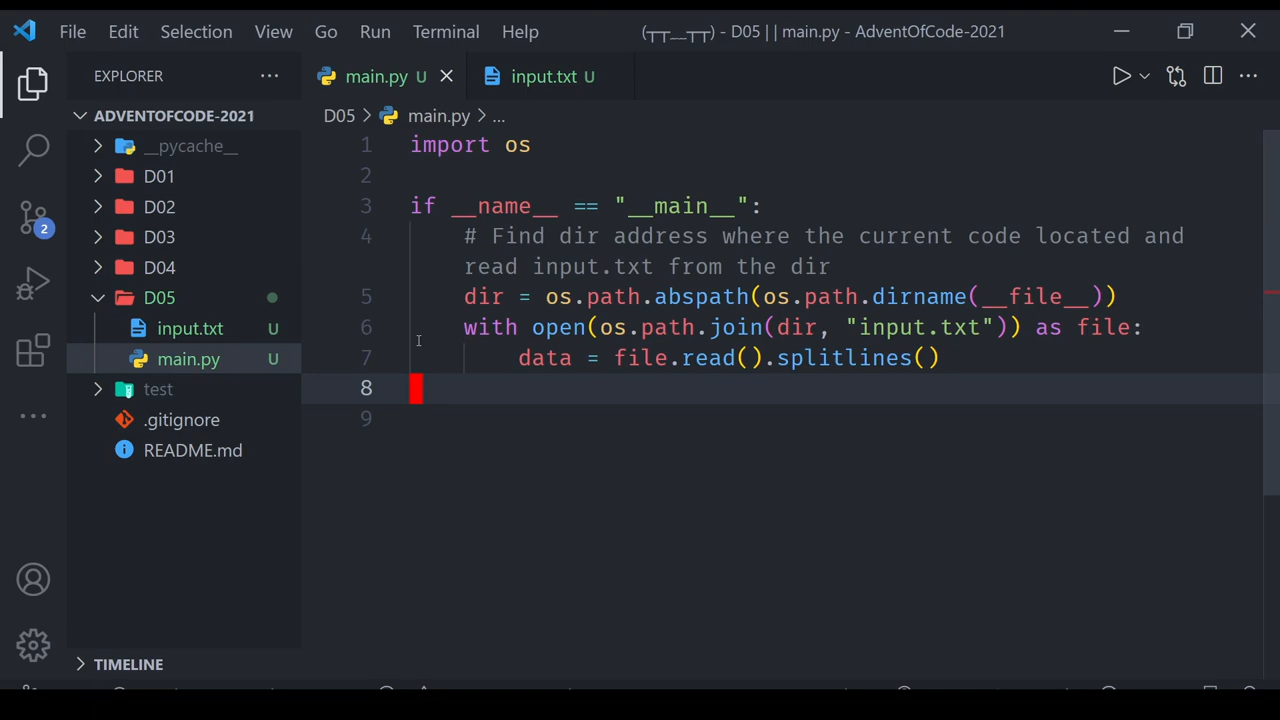 File Edit Selection View Go Run Terminal Help (┬┬__┬┬) - D05 | | main.py - AdventOfCode-2021
EXPLORER ...
main.py U
input.txt U
ADVENTOFCODE-2021
D05 > main.py > ...
__pycache__
D01
D02
D03
D04
D05
input.txt U
main.py U
test
.gitignore
README.md
TIMELINE
2
1 import os
2
3 if __name__ == "__main__":
4 # Find dir address where the current code located and
read input.txt from the dir
5 dir = os.path.abspath(os.path.dirname(__file__))
6 with open(os.path.join(dir, "input.txt")) as file:
7 data = file.read().splitlines()
8
9